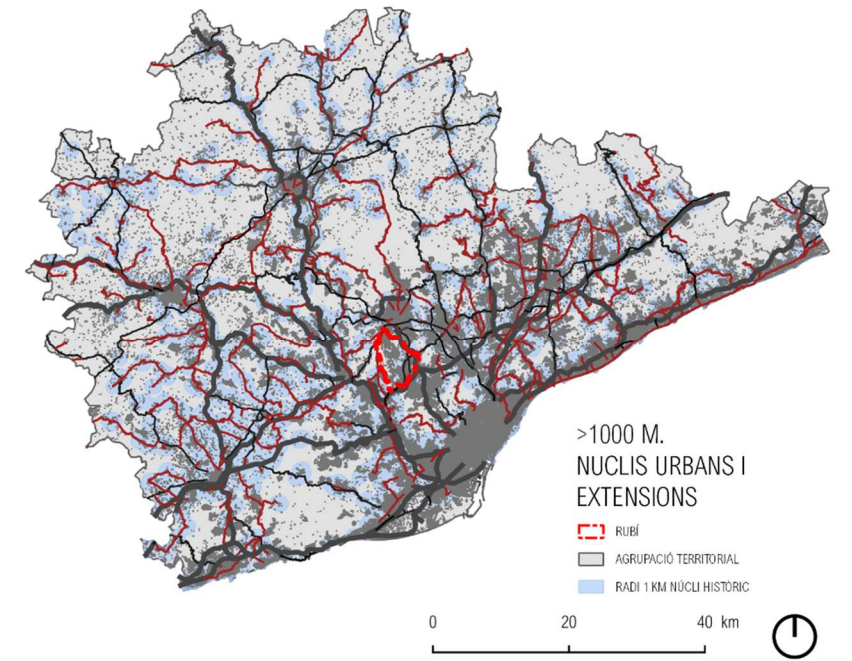 >1000 M.
NUCLIS URBANS I
EXTENSIONS
RUBÍ
AGRUPACIÓ TERRITORIAL
RADI 1 KM NÚCLI HISTÒRIC
0 20 40 km